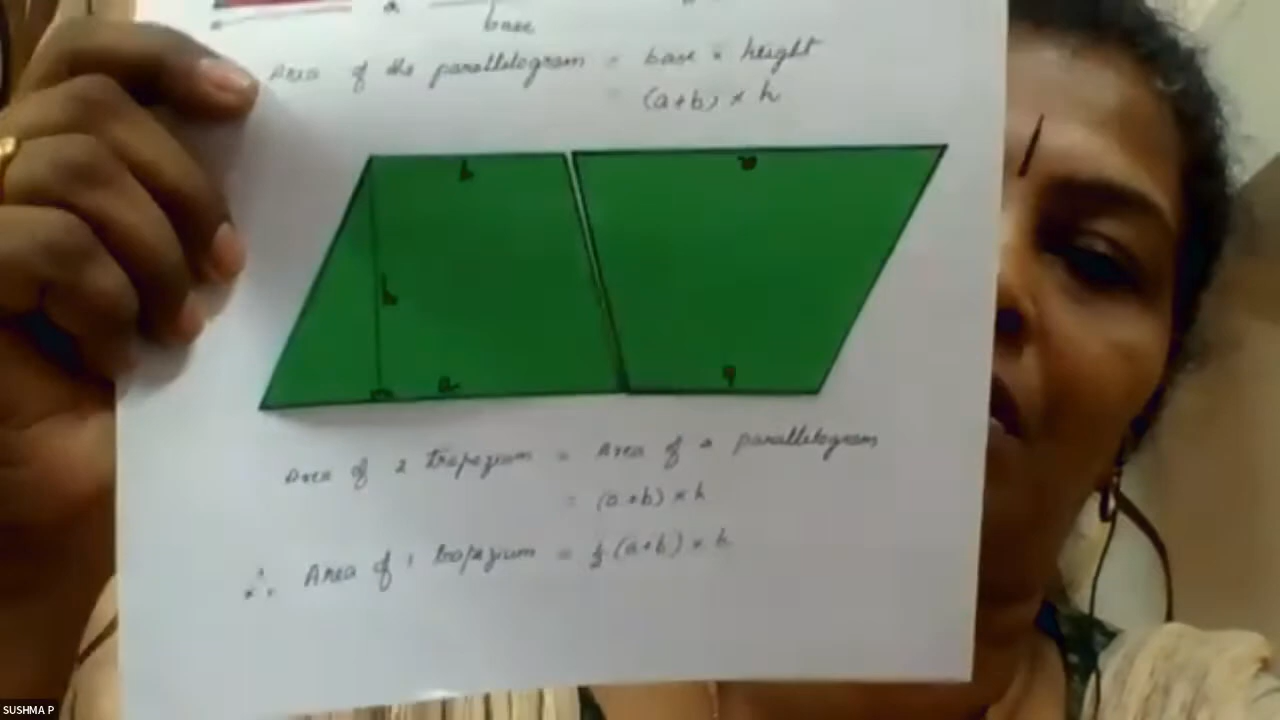 a
base
Area of the parallelogram = base × height
= (a+b) × h
b
a
h
a
b
Area of 2 trapezium = Area of a parallelogram
= (a+b) × h
∴ Area of 1 trapezium = ½ (a+b) × h
SUSHMA P